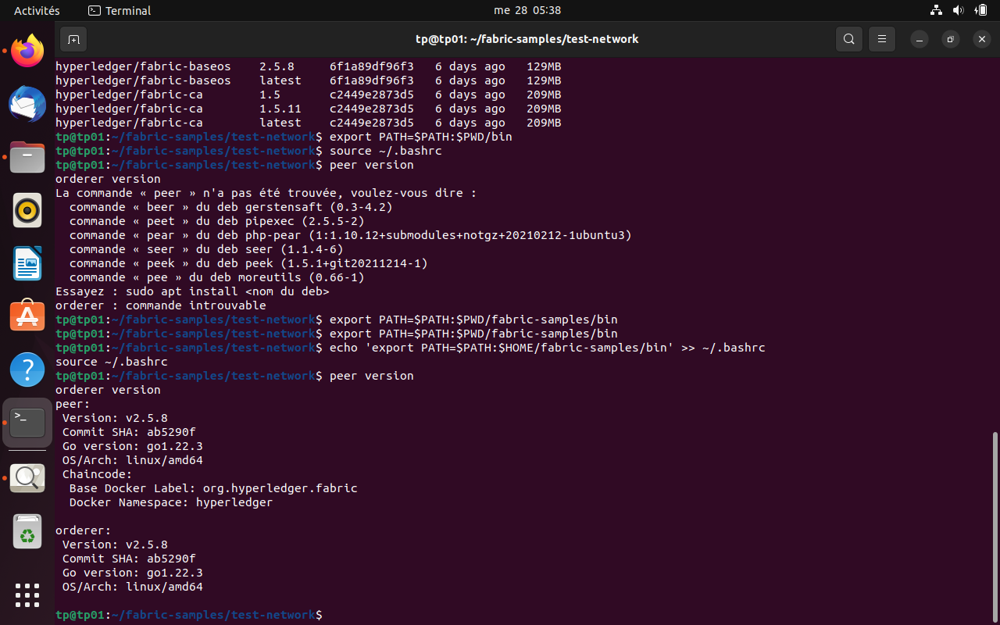 Activités
Terminal
me 28 05:38
tp@tp01: ~/fabric-samples/test-network
hyperledger/fabric-baseos    2.5.8     6f1a89df96f3   6 days ago   129MB
hyperledger/fabric-baseos    latest    6f1a89df96f3   6 days ago   129MB
hyperledger/fabric-ca        1.5       c2449e2873d5   6 days ago   209MB
hyperledger/fabric-ca        1.5.11    c2449e2873d5   6 days ago   209MB
hyperledger/fabric-ca        latest    c2449e2873d5   6 days ago   209MB
tp@tp01:~/fabric-samples/test-network$ export PATH=$PATH:$PWD/bin
tp@tp01:~/fabric-samples/test-network$ source ~/.bashrc
tp@tp01:~/fabric-samples/test-network$ peer version
orderer version
La commande « peer » n'a pas été trouvée, voulez-vous dire :
  commande « beer » du deb gerstensaft (0.3-4.2)
  commande « peet » du deb pipexec (2.5.5-2)
  commande « pear » du deb php-pear (1:1.10.12+submodules+notgz+20210212-1ubuntu3)
  commande « seer » du deb seer (1.1.4-6)
  commande « peek » du deb peek (1.5.1+git20211214-1)
  commande « pee » du deb moreutils (0.66-1)
Essayez : sudo apt install <nom du deb>
orderer : commande introuvable
tp@tp01:~/fabric-samples/test-network$ export PATH=$PATH:$PWD/fabric-samples/bin
tp@tp01:~/fabric-samples/test-network$ export PATH=$PATH:$PWD/fabric-samples/bin
tp@tp01:~/fabric-samples/test-network$ echo 'export PATH=$PATH:$HOME/fabric-samples/bin' >> ~/.bashrc
source ~/.bashrc
tp@tp01:~/fabric-samples/test-network$ peer version
orderer version
peer:
 Version: v2.5.8
 Commit SHA: ab5290f
 Go version: go1.22.3
 OS/Arch: linux/amd64
 Chaincode:
  Base Docker Label: org.hyperledger.fabric
  Docker Namespace: hyperledger

orderer:
 Version: v2.5.8
 Commit SHA: ab5290f
 Go version: go1.22.3
 OS/Arch: linux/amd64

tp@tp01:~/fabric-samples/test-network$